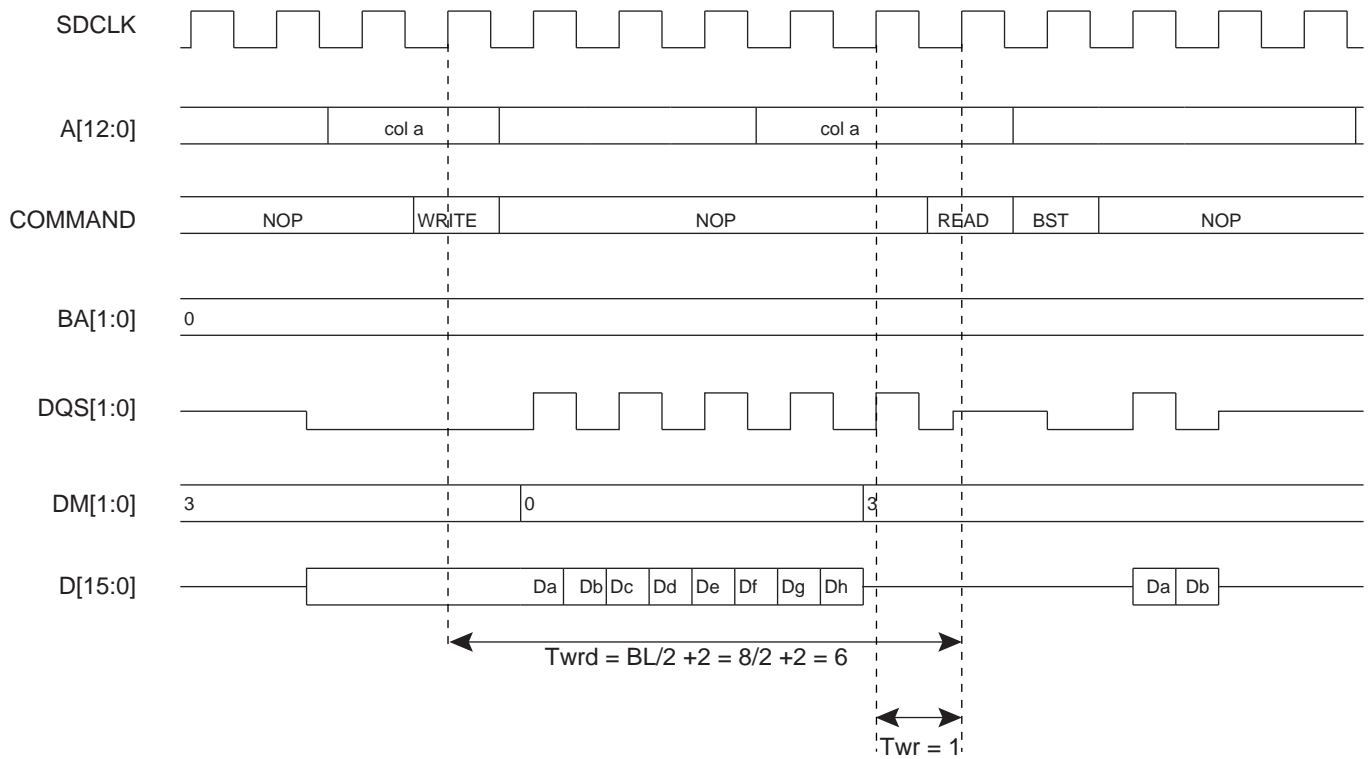 SDCLK
A[12:0] col a col a
COMMAND NOP WRITE NOP READ BST NOP
BA[1:0] 0
DQS[1:0]
DM[1:0] 3 0 3
D[15:0] Da Db Dc Dd De Df Dg Dh Da Db
Twrd = BL/2 +2 = 8/2 +2 = 6
Twr = 1